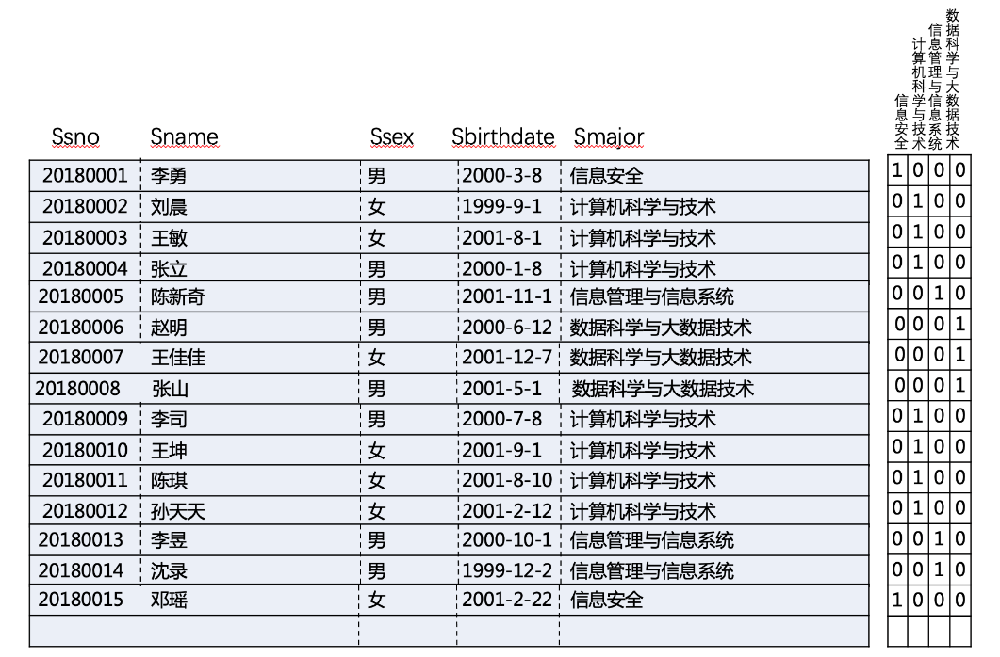 信息安全 计算机科学与技术 信息管理与信息系统 数据科学与大数据技术
Ssno Sname Ssex Sbirthdate Smajor
20180001 李勇 男 2000-3-8 信息安全 1 0 0 0
20180002 刘晨 女 1999-9-1 计算机科学与技术 0 1 0 0
20180003 王敏 女 2001-8-1 计算机科学与技术 0 1 0 0
20180004 张立 男 2000-1-8 计算机科学与技术 0 1 0 0
20180005 陈新奇 男 2001-11-1 信息管理与信息系统 0 0 1 0
20180006 赵明 男 2000-6-12 数据科学与大数据技术 0 0 0 1
20180007 王佳佳 女 2001-12-7 数据科学与大数据技术 0 0 0 1
20180008 张山 男 2001-5-1 数据科学与大数据技术 0 0 0 1
20180009 李司 男 2000-7-8 计算机科学与技术 0 1 0 0
20180010 王坤 女 2001-9-1 计算机科学与技术 0 1 0 0
20180011 陈琪 女 2001-8-10 计算机科学与技术 0 1 0 0
20180012 孙天天 女 2001-2-12 计算机科学与技术 0 1 0 0
20180013 李昱 男 2000-10-1 信息管理与信息系统 0 0 1 0
20180014 沈录 男 1999-12-2 信息管理与信息系统 0 0 1 0
20180015 邓瑶 女 2001-2-22 信息安全 1 0 0 0